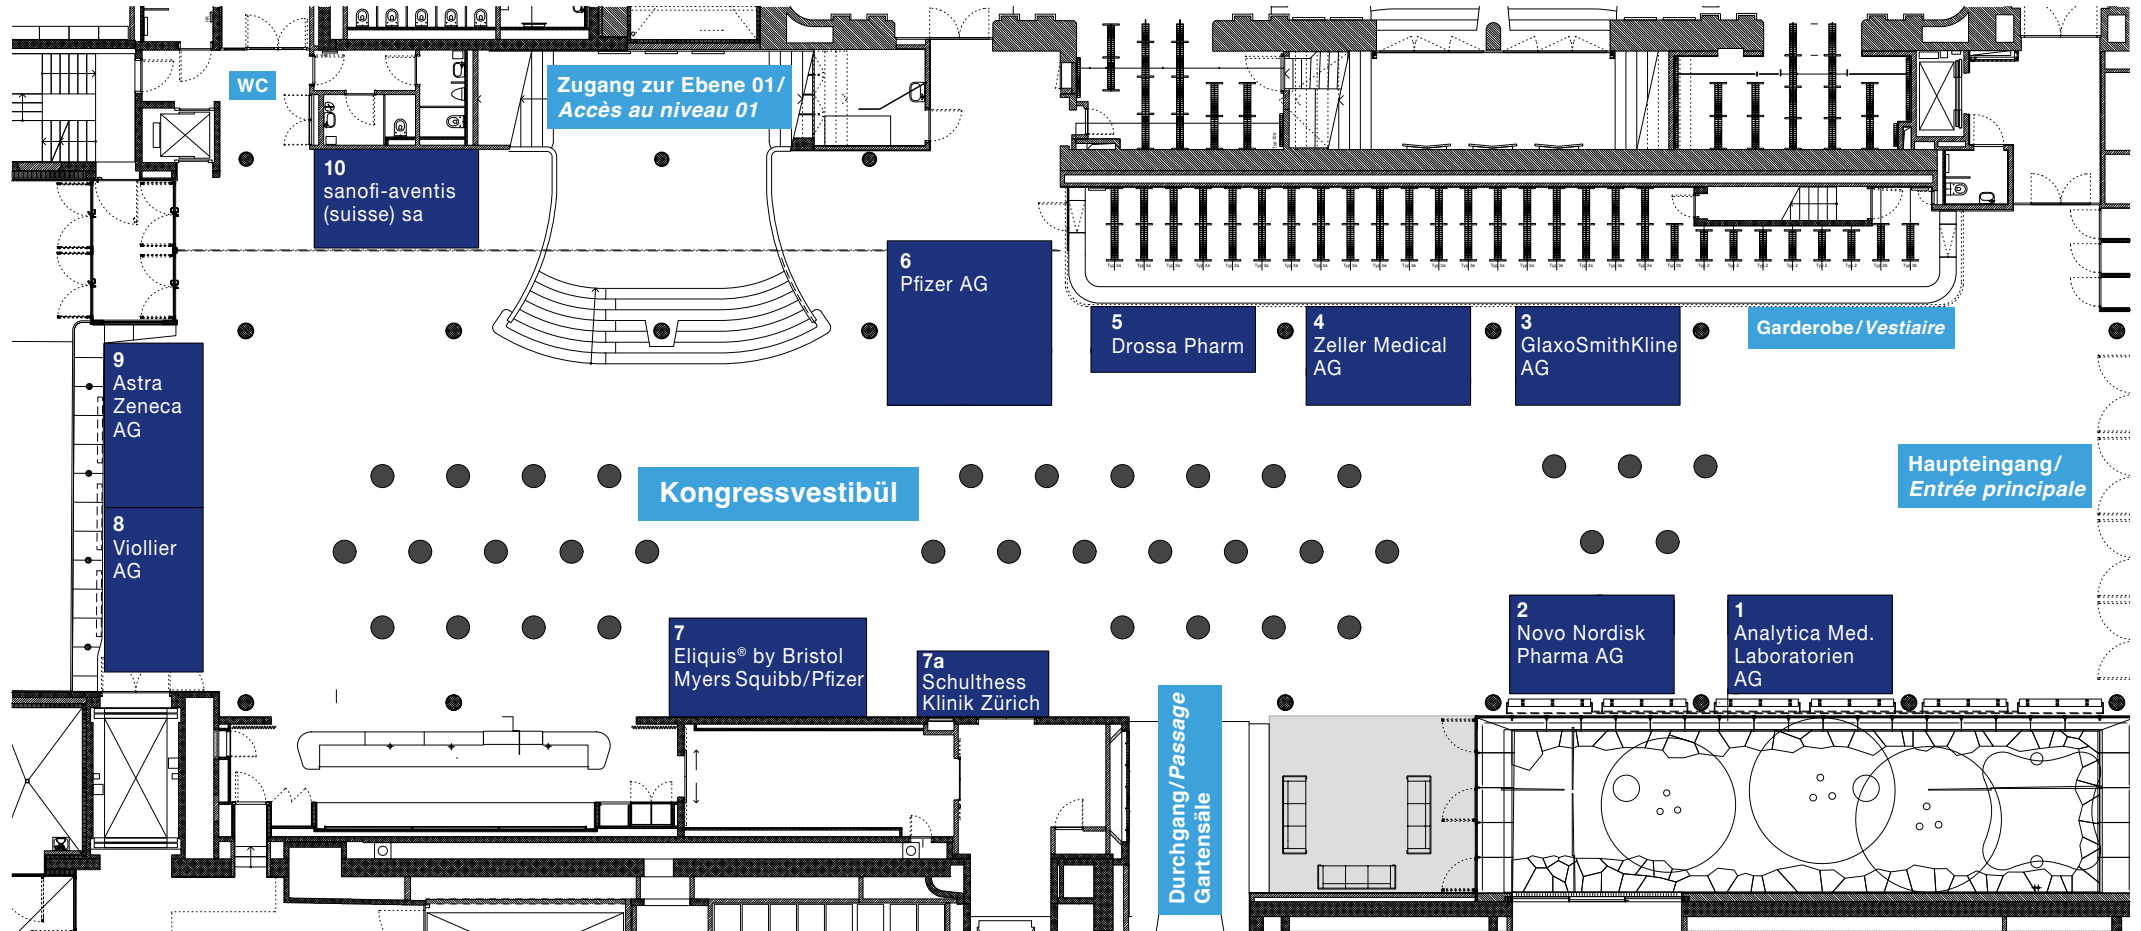 WC
Zugang zur Ebene 01/
Accès au niveau 01
10
sanofi-aventis
(suisse) sa
6
Pfizer AG
5
Drossa Pharm
4
Zeller Medical
AG
3
GlaxoSmithKline
AG
Garderobe/Vestiaire
9
Astra
Zeneca
AG
8
Viollier
AG
Kongressvestibül
Haupteingang/
Entrée principale
7
Eliquis® by Bristol
Myers Squibb/Pfizer
7a
Schulthess
Klinik Zürich
2
Novo Nordisk
Pharma AG
1
Analytica Med.
Laboratorien
AG
Durchgang/Passage
Gartensäle